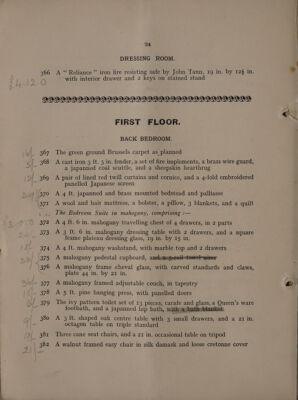 24
DRESSING ROOM.
366 A "Reliance" iron fire resisting safe by John Tann, 19 in. by 12½ in.
with interior drawer and 2 keys on stained stand
£4.12.0
FIRST FLOOR.
BACK BEDROOM.
367 The green ground Brussels carpet as planned
368 A cast iron 3 ft. 5 in. fender, a set of fire implements, a brass wire guard,
a japanned coal scuttle, and a sheepskin hearthrug
369 A pair of lined red twill curtains and cornice, and a 4-fold embroidered
panelled Japanese screen
370 A 4 ft. japanned and brass mounted bedstead and palliasse
371 A wool and hair mattress, a bolster, a pillow, 3 blankets, and a quilt
The Bedroom Suite in mahogany, comprising :—
372 A 4 ft. 6 in. mahogany travelling chest of 4 drawers, in 2 parts
373 A 3 ft. 6 in. mahogany dressing table with 2 drawers, and a square
frame plateau dressing glass, 19 in. by 15 in.
374 A 4 ft. mahogany washstand, with marble top and 2 drawers
375 A mahogany pedestal cupboard, and a
376 A mahogany frame cheval glass, with carved standards and claws,
plate 44 in. by 21 in.
377 A walnut framed adjustable couch, in tapestry
378 A 5 ft. pine hanging press, with panelled doors
379 The ivy pattern toilet set of 13 pieces, carafe and glass, a Queen's ware
footbath, and a japanned hip bath, with a bath blanket
380 A 3 ft. shaped oak centre table with 3 small drawers, and a 21 in.
octagon table on triple standard
381 Three cane seat chairs, and a 21 in. occasional table on tripod
382 A walnut framed easy chair in silk damask and loose cretonne cover